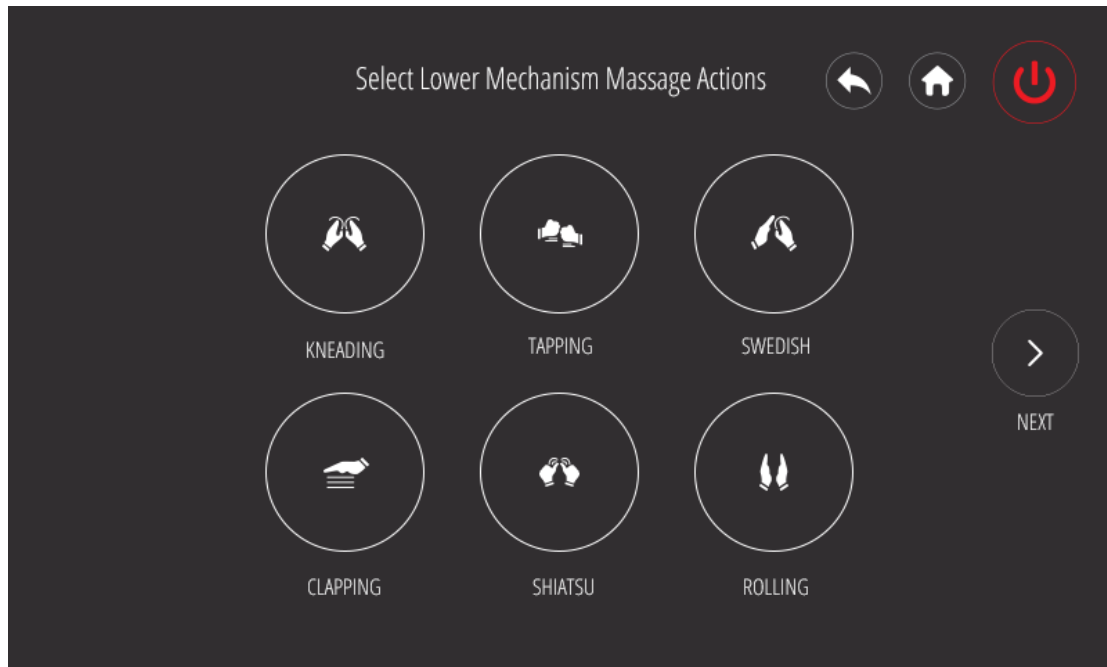 Select Lower Mechanism Massage Actions
KNEADING
TAPPING
SWEDISH
NEXT
CLAPPING
SHIATSU
ROLLING